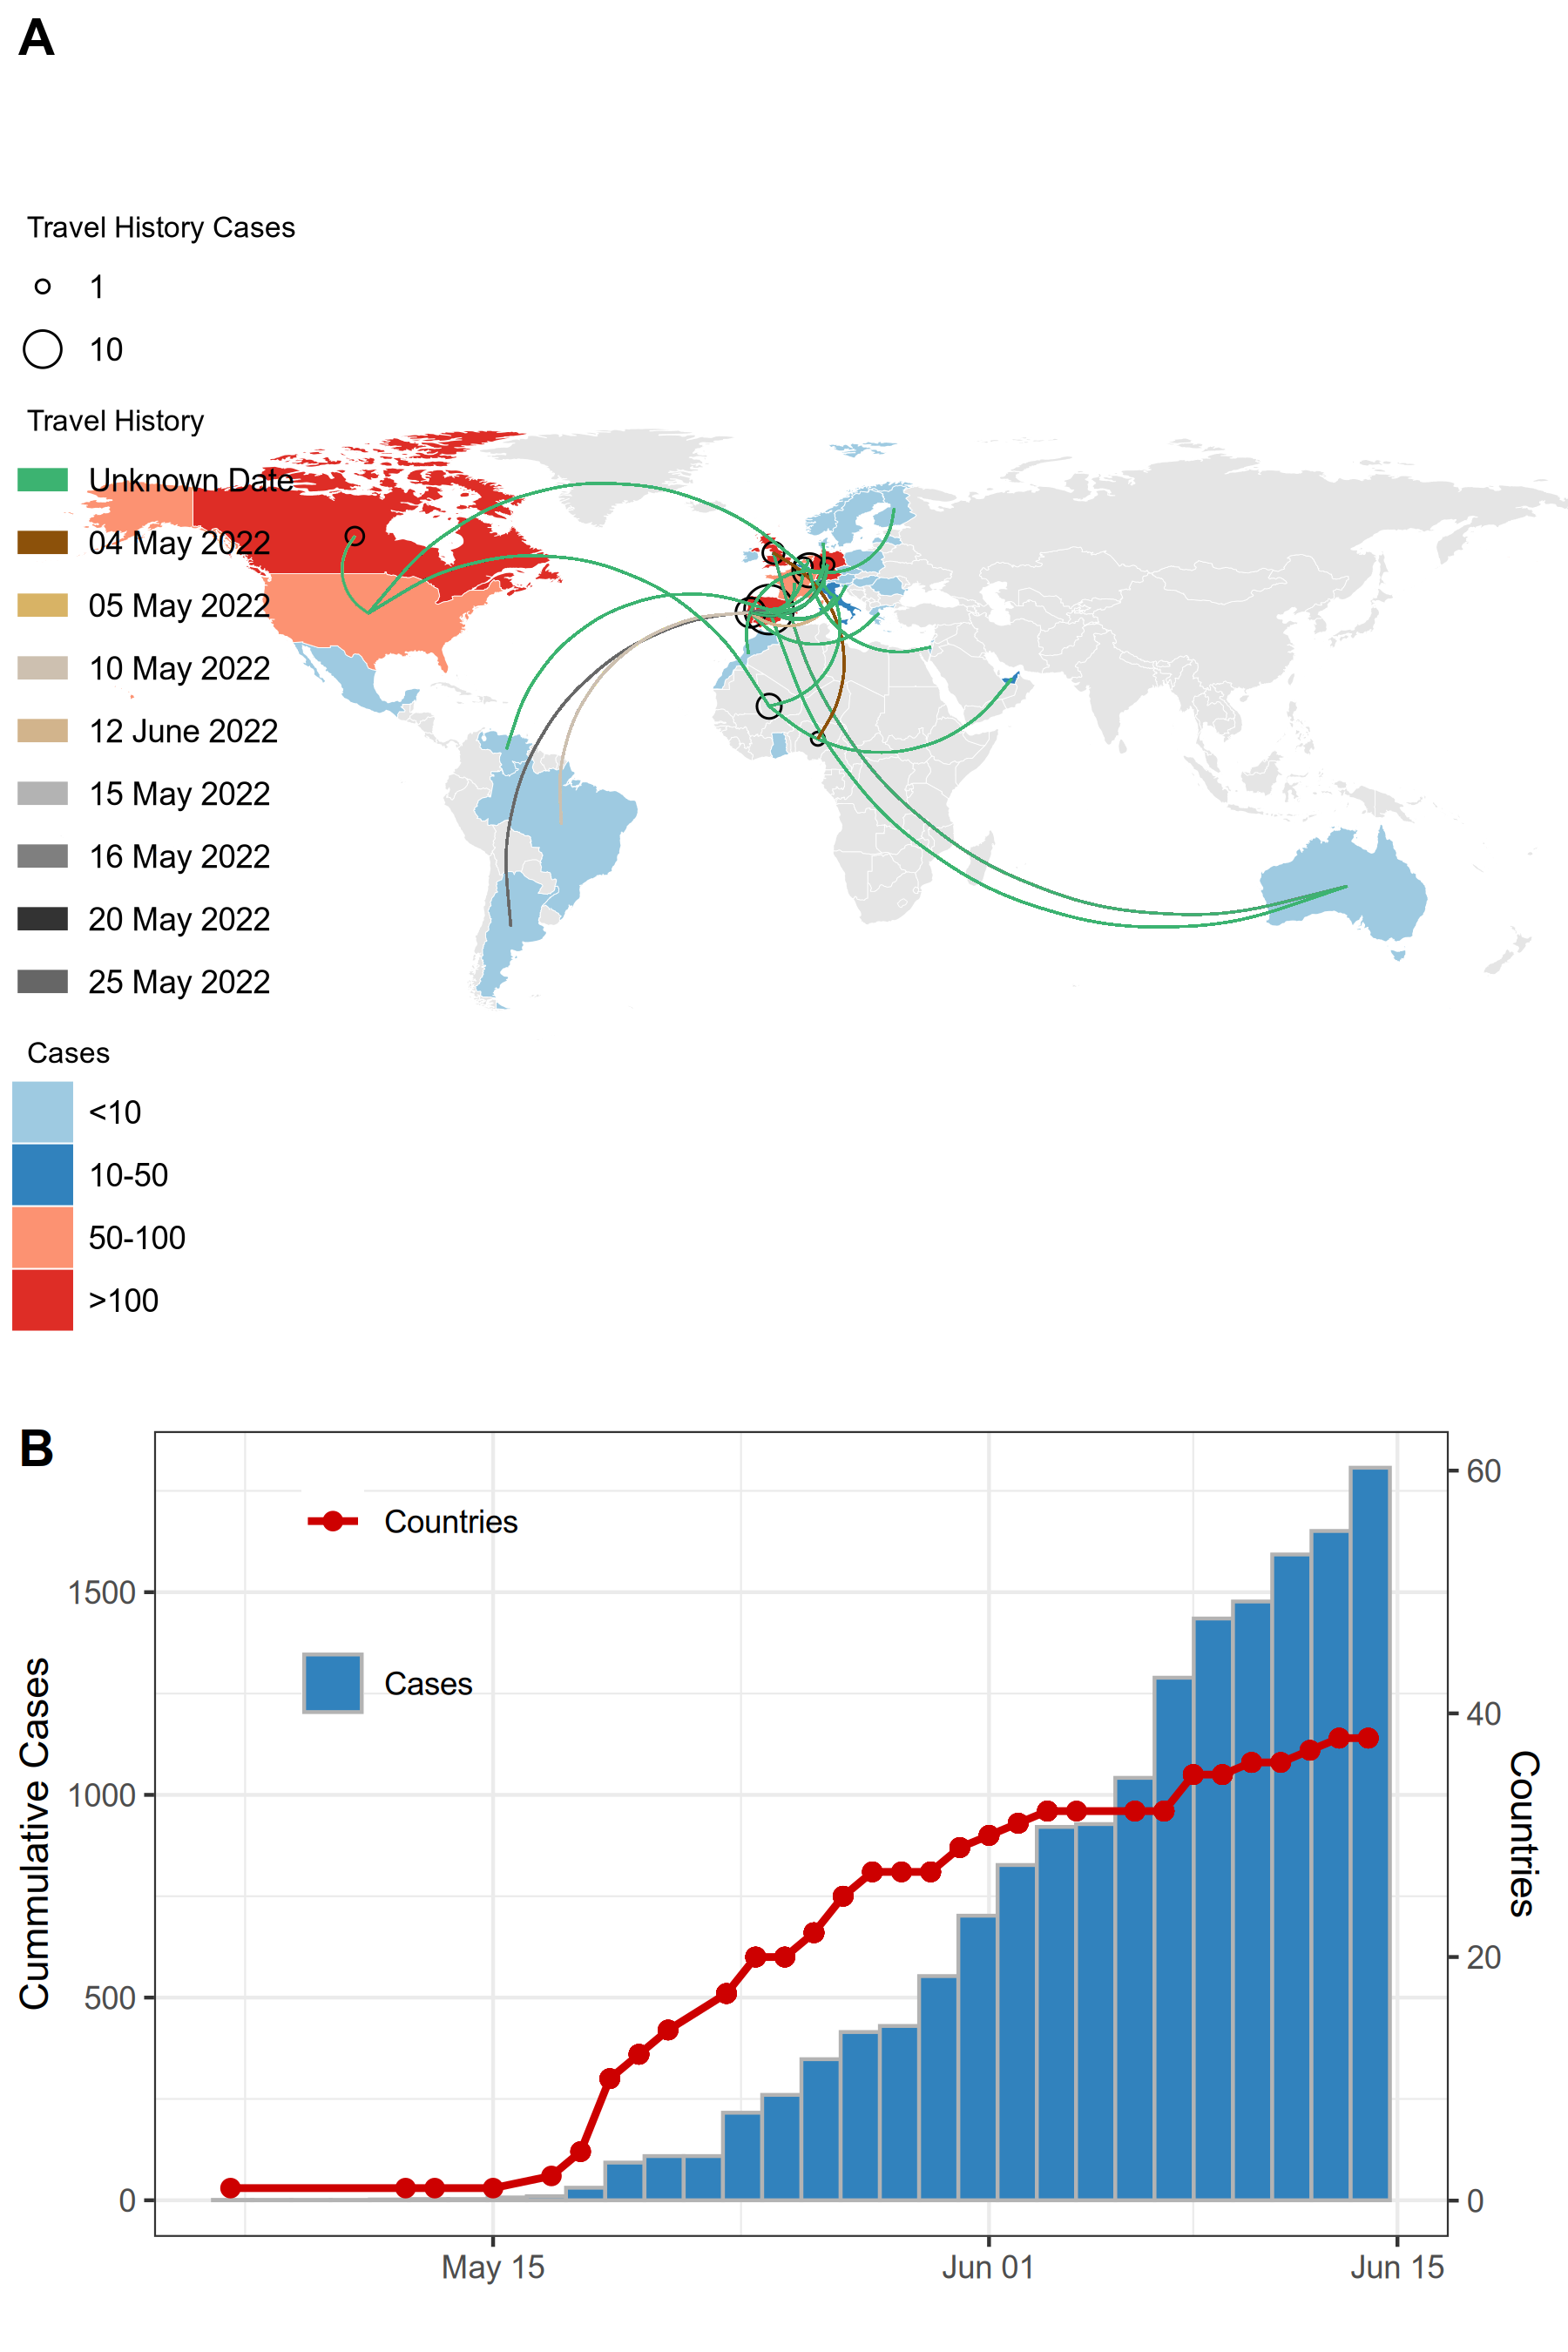 A
Travel History Cases
1
10
Travel History
Unknown Date
04 May 2022
05 May 2022
10 May 2022
12 June 2022
15 May 2022
16 May 2022
20 May 2022
25 May 2022
Cases
<10
10-50
50-100
>100
B
Countries
Cases
Cummulative Cases
1500
1000
500
0
60
40
20
0
Countries
May 15
Jun 01
Jun 15